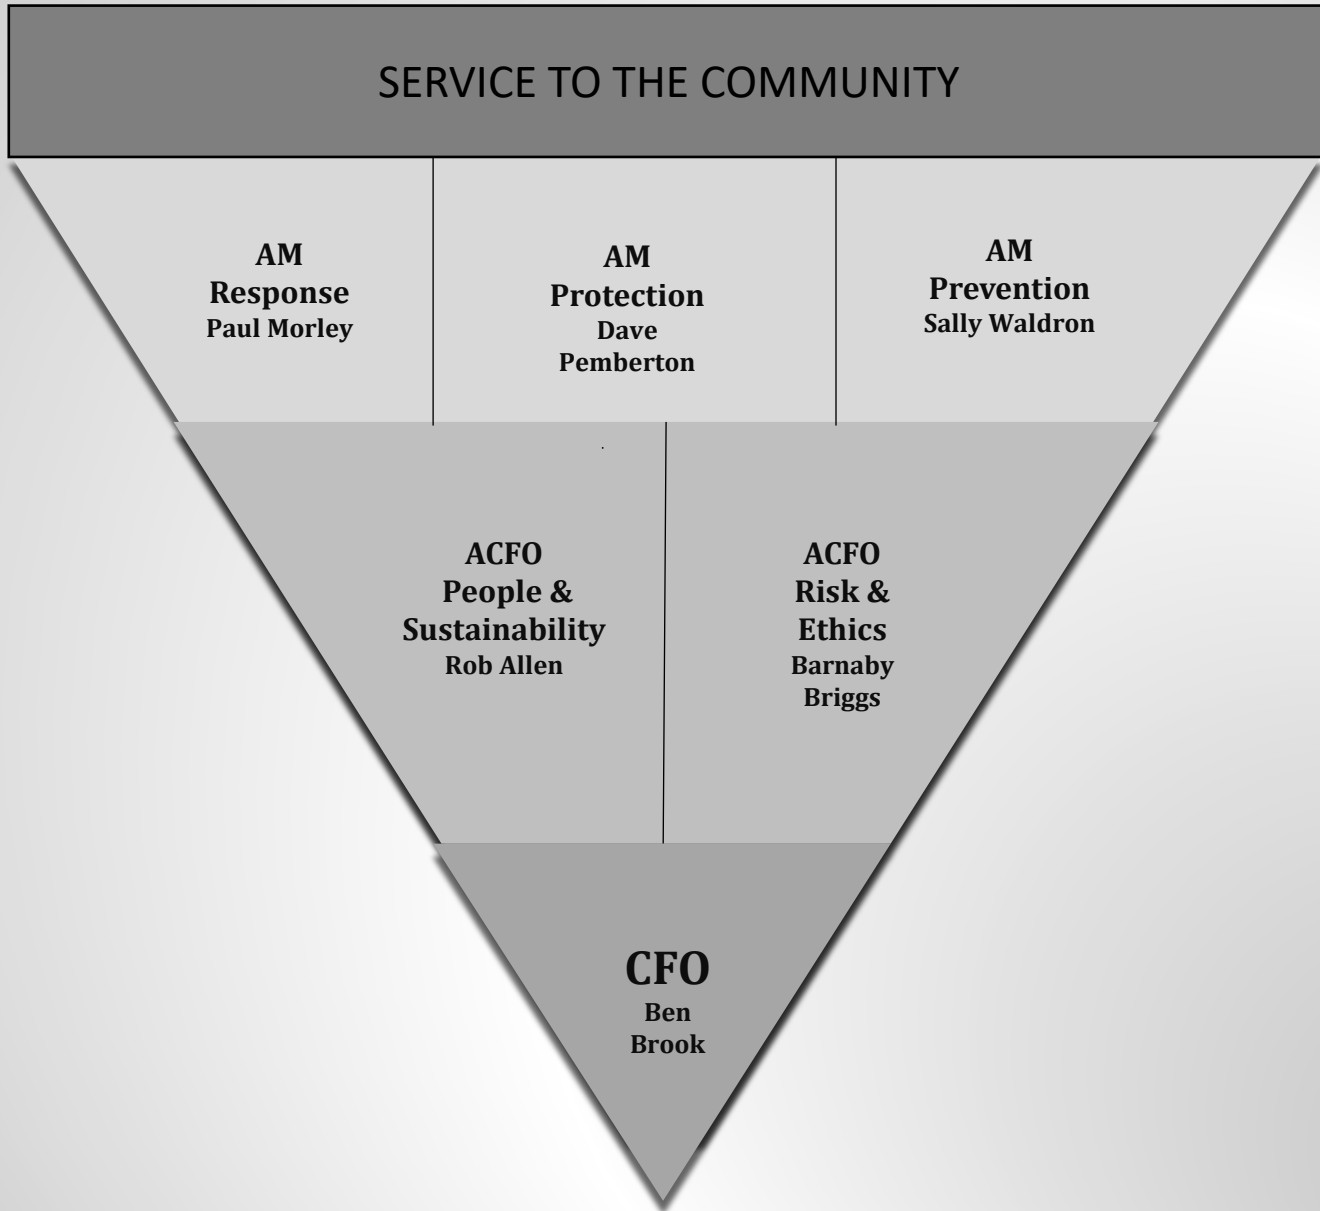 SERVICE TO THE COMMUNITY
AM
Response
Paul Morley
AM
Protection
Dave
Pemberton
AM
Prevention
Sally Waldron
ACFO
People &
Sustainability
Rob Allen
ACFO
Risk &
Ethics
Barnaby
Briggs
CFO
Ben
Brook